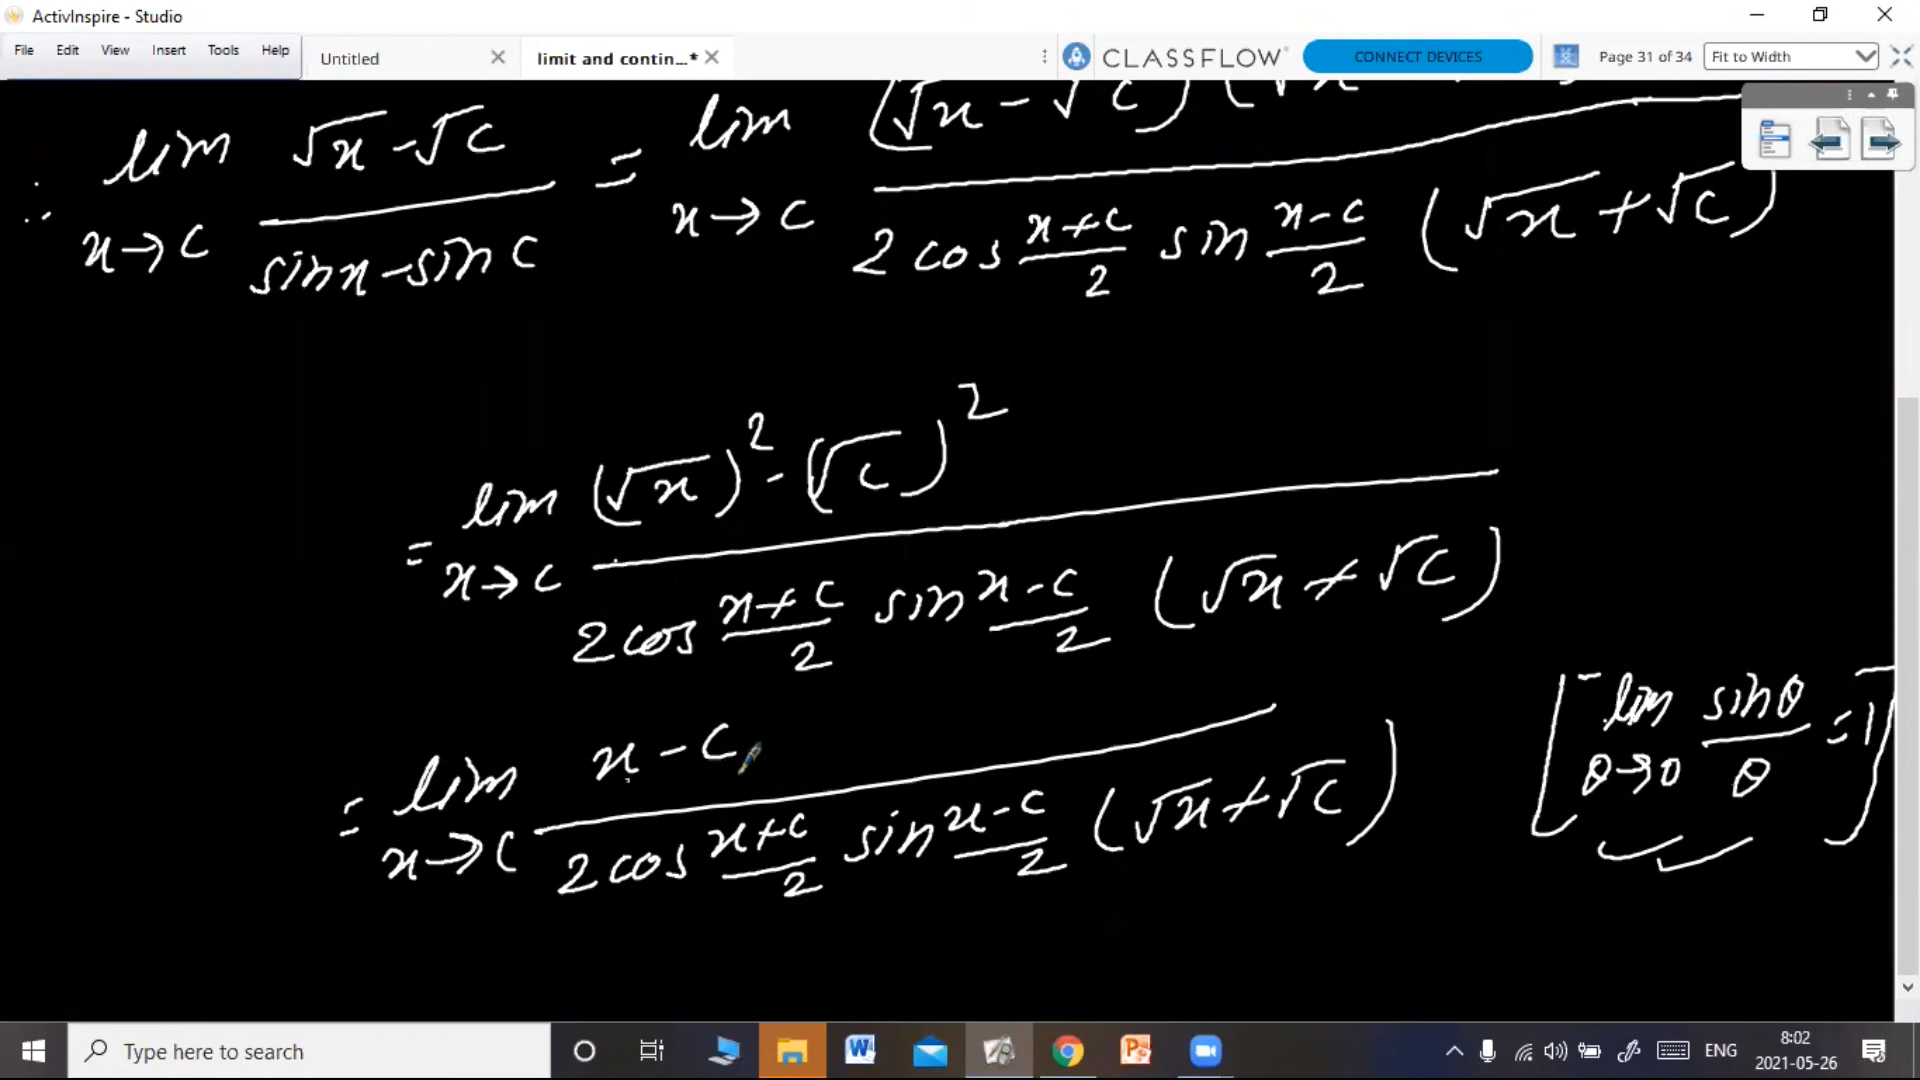 ActivInspire - Studio
File Edit View Insert Tools Help
Untitled
limit and contin...*
CLASSFLOW
CONNECT DEVICES
Page 31 of 34
Fit to Width
∴ lim x→c (√x - √c)/(sin x - sin c) = lim x→c (√x - √c)(√x / 2 cos (x+c)/2 sin (x-c)/2 (√x + √c)
= lim x→c (√x)² - (√c)² / 2 cos (x+c)/2 sin (x-c)/2 (√x + √c)
= lim x→c x - c / 2 cos (x+c)/2 sin (x-c)/2 (√x + √c)
[lim θ→0 sin θ/θ = 1]
Type here to search
ENG
8:02
2021-05-26